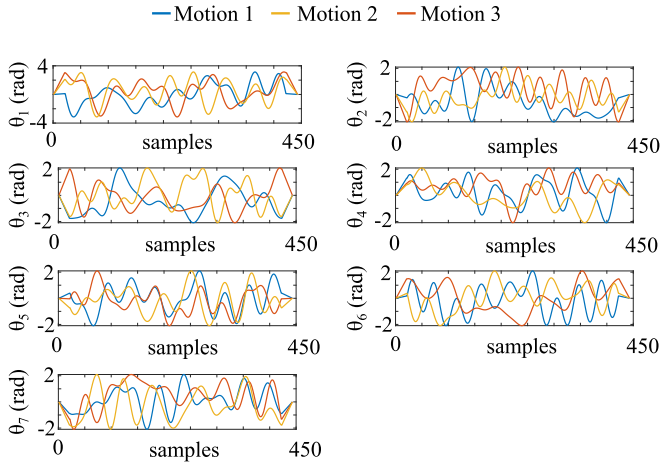 Motion 1 Motion 2 Motion 3
θ1 (rad) 4 -4 0 samples 450
θ2 (rad) 2 -2 0 samples 450
θ3 (rad) 2 -2 0 samples 450
θ4 (rad) 2 -2 0 samples 450
θ5 (rad) 2 -2 0 samples 450
θ6 (rad) 2 -2 0 samples 450
θ7 (rad) 2 -2 0 samples 450